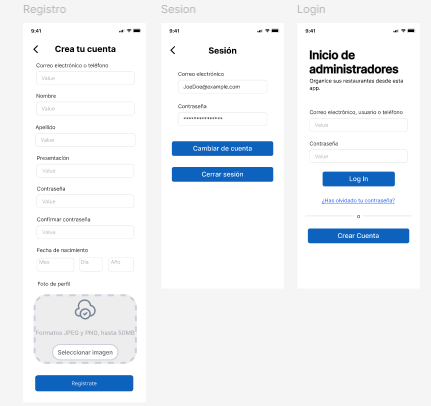 Registro
9:41
Crea tu cuenta
Correo electrónico o teléfono
Value
Nombre
Value
Apellido
Value
Presentación
Value
Contraseña
Value
Confirmar contraseña
Value
Fecha de nacimiento
Mes
Día
Año
Foto de perfil
Formatos JPEG y PNG, hasta 50MB
Seleccionar imagen
Regístrate
Sesion
9:41
Sesión
Correo electrónico
JoeDoe@example.com
Contraseña
***************
Cambiar de cuenta
Cerrar sesión
Login
9:41
Inicio de
administradores
Organice sus restaurantes desde esta
app.
Correo electrónico, usuario o teléfono
Value
Contraseña
Value
Log In
¿Has olvidado tu contraseña?
o
Crear Cuenta